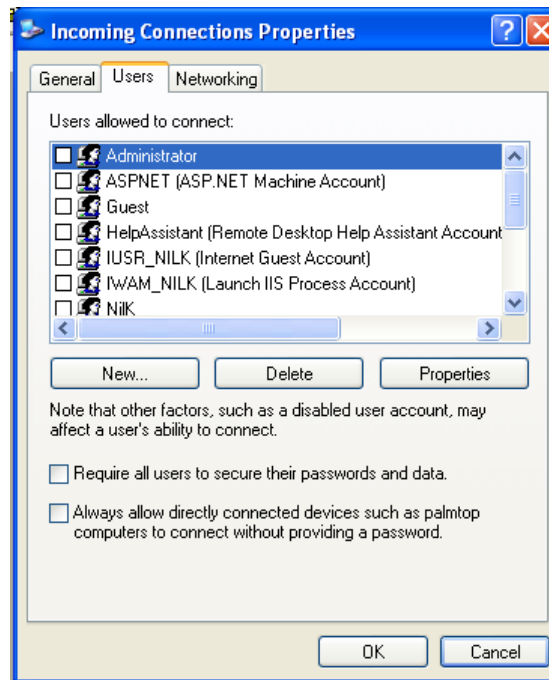 Incoming Connections Properties
General Users Networking
Users allowed to connect:
Administrator
ASPNET (ASP.NET Machine Account)
Guest
HelpAssistant (Remote Desktop Help Assistant Account
IUSR_NILK (Internet Guest Account)
IWAM_NILK (Launch IIS Process Account)
NilK
New... Delete Properties
Note that other factors, such as a disabled user account, may
affect a user's ability to connect.
Require all users to secure their passwords and data.
Always allow directly connected devices such as palmtop
computers to connect without providing a password.
OK Cancel